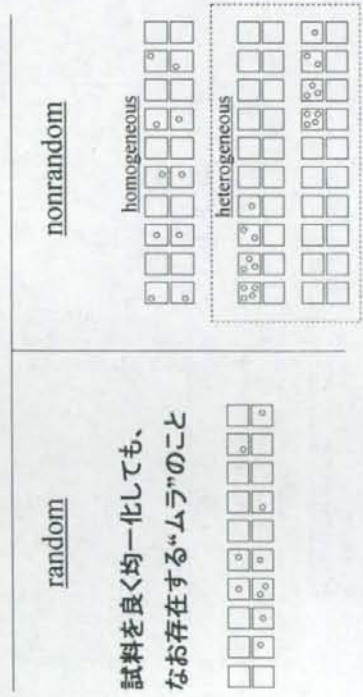 random
試料を良く均一化しても、
なお存在する“ムラ”のこと
nonrandom
homogeneous
heterogeneous